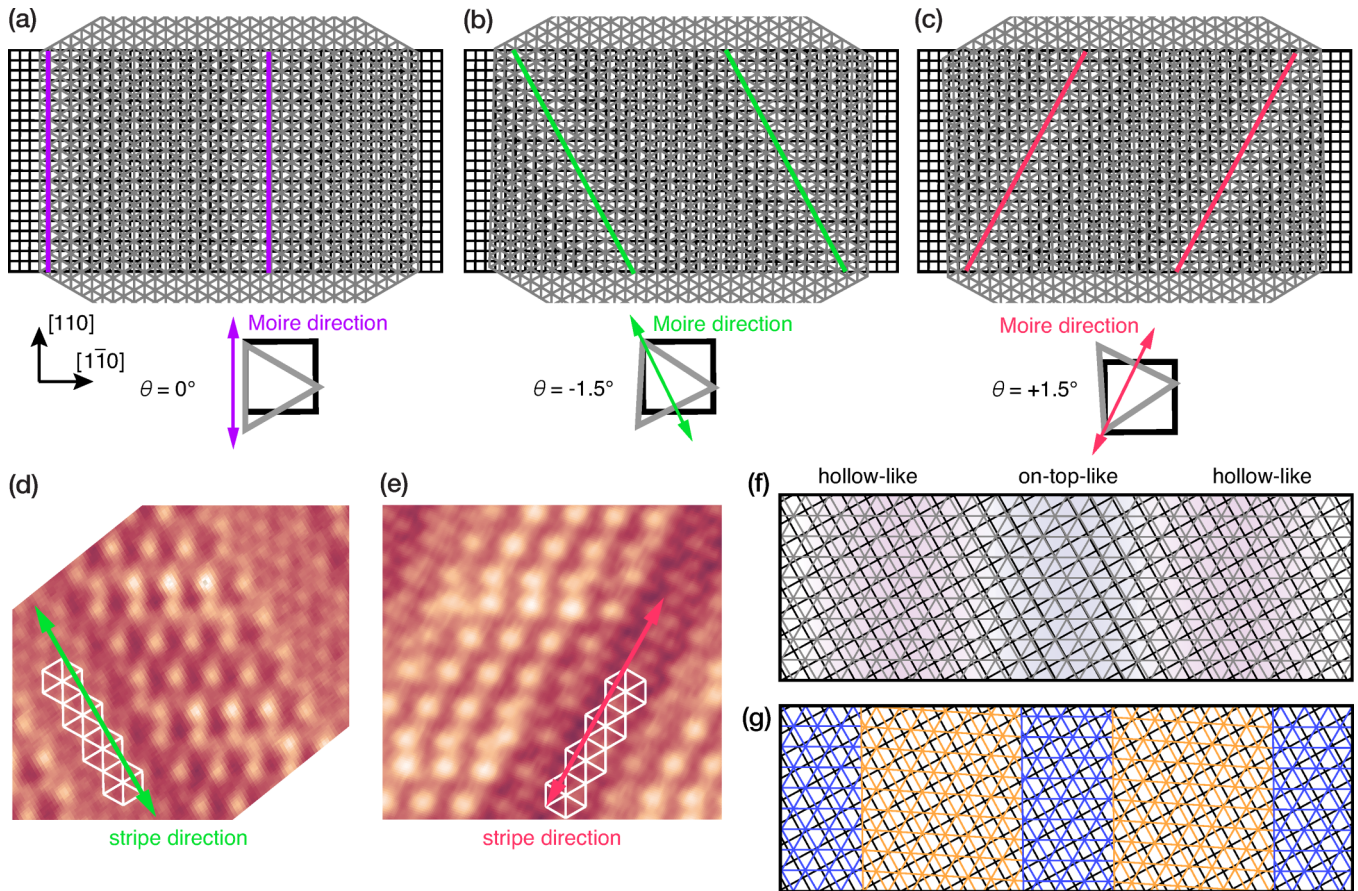 (a)
(b)
(c)
[110]
[11̄0]
Moire direction
θ = 0°
Moire direction
θ = -1.5°
Moire direction
θ = +1.5°
(d)
(e)
(f)
hollow-like
on-top-like
hollow-like
(g)
stripe direction
stripe direction